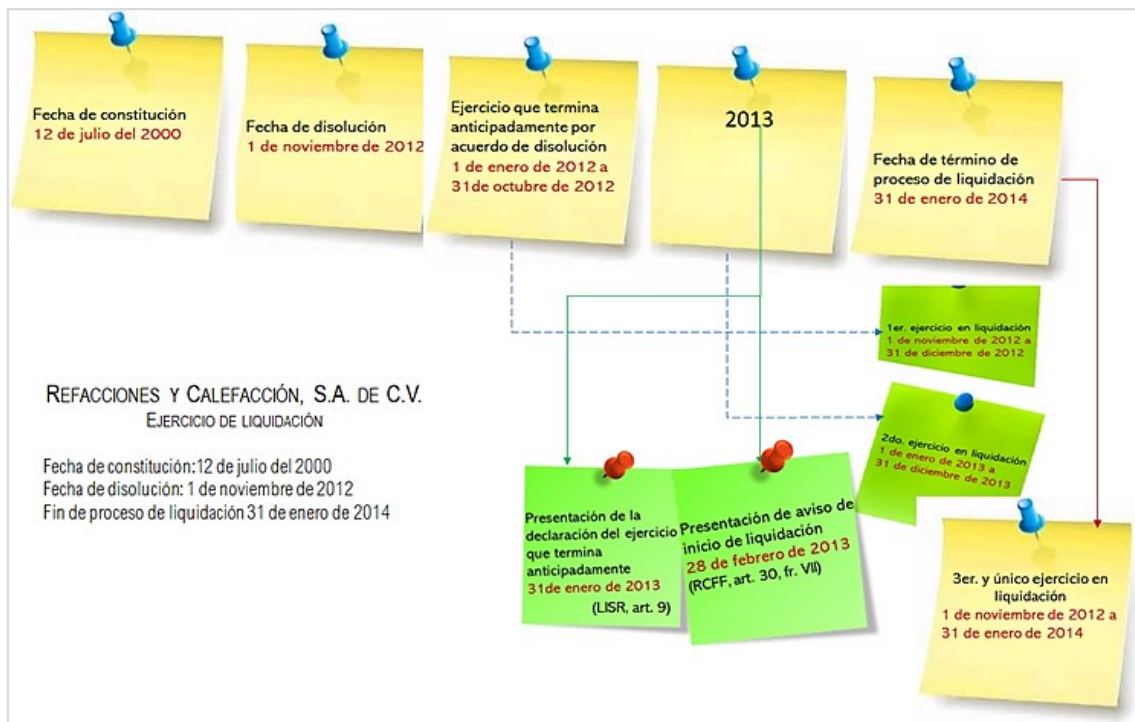 Fecha de constitución
12 de julio del 2000
Fecha de disolución
1 de noviembre de 2012
Ejercicio que termina
anticipadamente por
acuerdo de disolución
1 de enero de 2012 a
31de octubre de 2012
2013
Fecha de término de
proceso de liquidación
31 de enero de 2014
1er. ejercicio en liquidación
1 de noviembre de 2012 a
31 de diciembre de 2012
REFACCIONES Y CALEFACCIÓN, S.A. DE C.V.
EJERCICIO DE LIQUIDACIÓN
Fecha de constitución:12 de julio del 2000
Fecha de disolución: 1 de noviembre de 2012
Fin de proceso de liquidación 31 de enero de 2014
2do. ejercicio en liquidación
1 de enero de 2013 a
31 de diciembre de 2013
Presentación de la
declaración del ejercicio
que termina
anticipadamente
31de enero de 2013
(LISR, art. 9)
Presentación de aviso de
inicio de liquidación
28 de febrero de 2013
(RCFF, art. 30, fr. VII)
3er. y único ejercicio en
liquidación
1 de noviembre de 2012 a
31 de enero de 2014